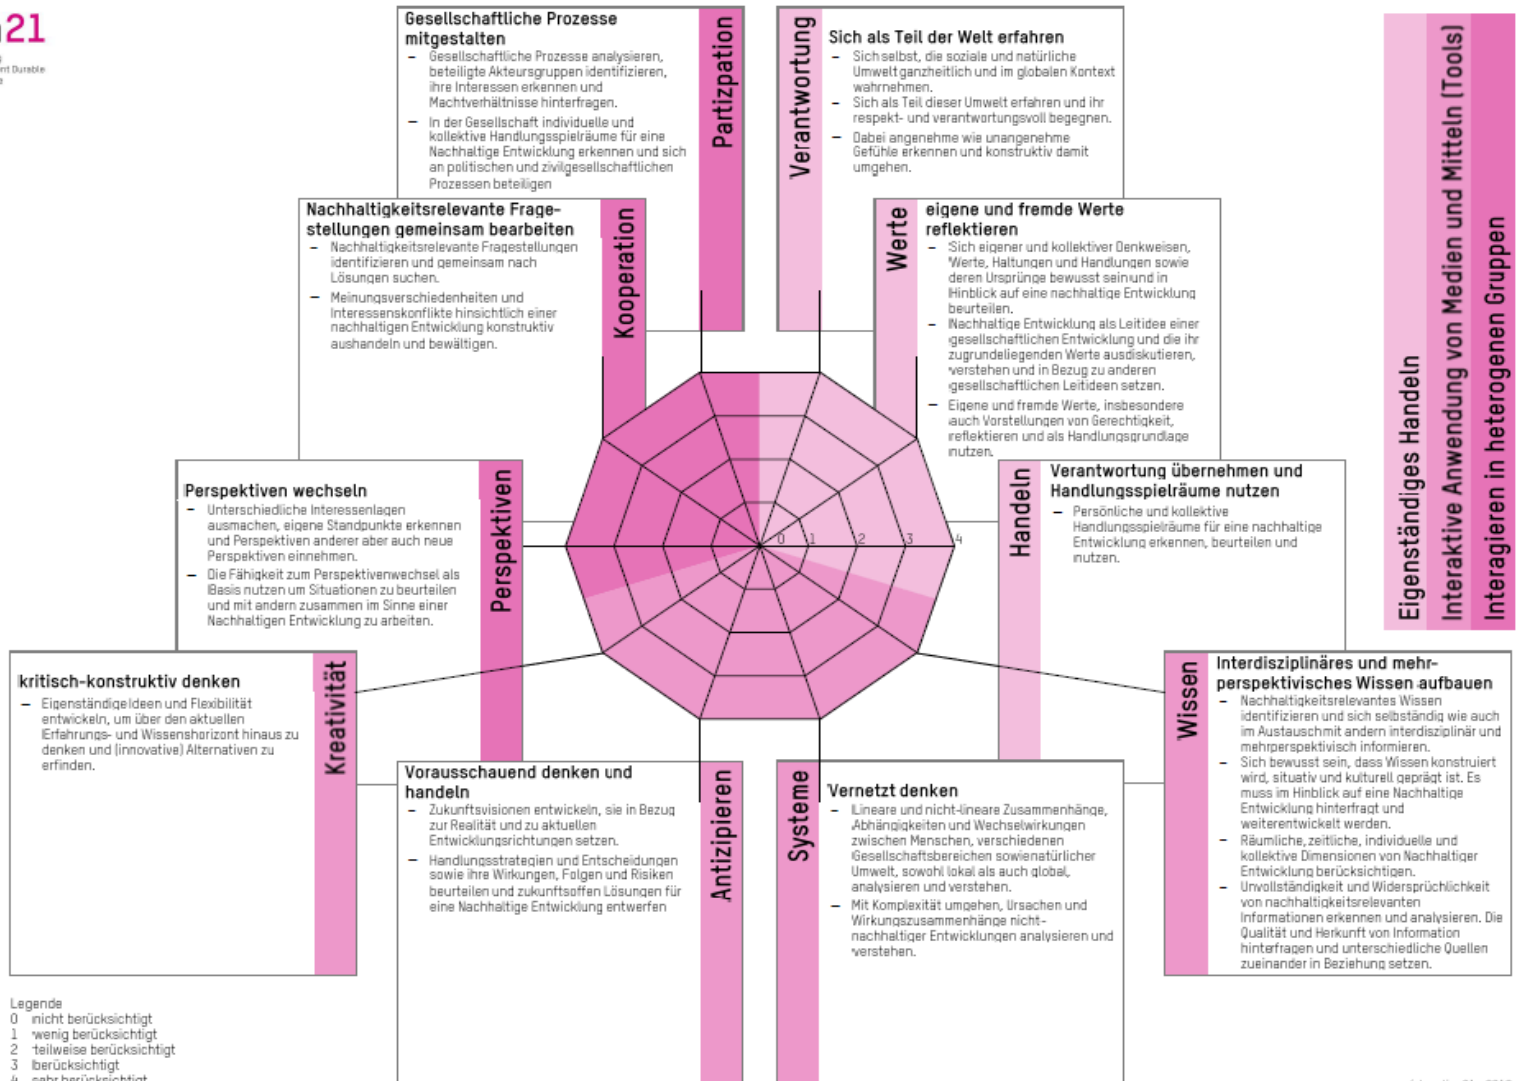 21
nt Durable
Gesellschaftliche Prozesse
mitgestalten
– Gesellschaftliche Prozesse analysieren,
beteiligte Akteursgruppen identifizieren,
ihre Interessen erkennen und
Machtverhältnisse hinterfragen.
– In der Gesellschaft individuelle und
kollektive Handlungsspielräume für eine
Nachhaltige Entwicklung erkennen und sich
an politischen und zivilgesellschaftlichen
Prozessen beteiligen
Partizpation
Verantwortung
Sich als Teil der Welt erfahren
– Sich selbst, die soziale und natürliche
Umwelt ganzheitlich und im globalen Kontext
wahrnehmen.
– Sich als Teil dieser Umwelt erfahren und ihr
respekt- und verantwortungsvoll begegnen.
– Dabei angenehme wie unangenehme
Gefühle erkennen und konstruktiv damit
umgehen.
Eigenständiges Handeln
Interaktive Anwendung von Medien und Mitteln (Tools)
Interagieren in heterogenen Gruppen
Nachhaltigkeitsrelevante Frage-
stellungen gemeinsam bearbeiten
– Nachhaltigkeitsrelevante Fragestellungen
identifizieren und gemeinsam nach
Lösungen suchen.
– Meinungsverschiedenheiten und
Interessenskonflikte hinsichtlich einer
nachhaltigen Entwicklung konstruktiv
aushandeln und bewältigen.
Kooperation
Werte
eigene und fremde Werte
reflektieren
– Sich eigener und kollektiver Denkweisen,
Werte, Haltungen und Handlungen sowie
deren Ursprünge bewusst sein und in
Hinblick auf eine nachhaltige Entwicklung
beurteilen.
– Nachhaltige Entwicklung als Leitidee einer
gesellschaftlichen Entwicklung und die ihr
zugrundeliegenden Werte ausdiskutieren,
verstehen und in Bezug zu anderen
gesellschaftlichen Leitideen setzen.
– Eigene und fremde Werte, insbesondere
auch Vorstellungen von Gerechtigkeit,
reflektieren und als Handlungsgrundlage
nutzen.
Perspektiven wechseln
– Unterschiedliche Interessenlagen
ausmachen, eigene Standpunkte erkennen
und Perspektiven anderer aber auch neue
Perspektiven einnehmen.
– Die Fähigkeit zum Perspektivenwechsel als
Basis nutzen um Situationen zu beurteilen
und mit andern zusammen im Sinne einer
Nachhaltigen Entwicklung zu arbeiten.
Perspektiven
0 1 2 3 4
Handeln
Verantwortung übernehmen und
Handlungsspielräume nutzen
– Persönliche und kollektive
Handlungsspielräume für eine nachhaltige
Entwicklung erkennen, beurteilen und
nutzen.
kritisch-konstruktiv denken
– Eigenständige Ideen und Flexibilität
entwickeln, um über den aktuellen
Erfahrungs- und Wissenshorizont hinaus zu
denken und (innovative) Alternativen zu
erfinden.
Kreativität
Vorausschauend denken und
handeln
– Zukunftsvisionen entwickeln, sie in Bezug
zur Realität und zu aktuellen
Entwicklungsrichtungen setzen.
– Handlungsstrategien und Entscheidungen
sowie ihre Wirkungen, Folgen und Risiken
beurteilen und zukunftsoffen Lösungen für
eine Nachhaltige Entwicklung entwerfen
Antizipieren
Systeme
Vernetzt denken
– Lineare und nicht-lineare Zusammenhänge,
Abhängigkeiten und Wechselwirkungen
zwischen Menschen, verschiedenen
Gesellschaftsbereichen sowie natürlicher
Umwelt, sowohl lokal als auch global,
analysieren und verstehen.
– Mit Komplexität umgehen, Ursachen und
Wirkungszusammenhänge nicht-
nachhaltiger Entwicklungen analysieren und
verstehen.
Wissen
Interdisziplinäres und mehr-
perspektivisches Wissen aufbauen
– Nachhaltigkeitsrelevantes Wissen
identifizieren und sich selbständig wie auch
im Austausch mit andern interdisziplinär und
mehrperspektivisch informieren.
– Sich bewusst sein, dass Wissen konstruiert
wird, situativ und kulturell geprägt ist. Es
muss im Hinblick auf eine Nachhaltige
Entwicklung hinterfragt und
weiterentwickelt werden.
– Räumliche, zeitliche, individuelle und
kollektive Dimensionen von Nachhaltiger
Entwicklung berücksichtigen.
– Unvollständigkeit und Widersprüchlichkeit
von nachhaltigkeitsrelevanten
Informationen erkennen und analysieren. Die
Qualität und Herkunft von Information
hinterfragen und unterschiedliche Quellen
zueinander in Beziehung setzen.
Legende
0 nicht berücksichtigt
1 wenig berücksichtigt
2 teilweise berücksichtigt
3 berücksichtigt
4 sehr berücksichtigt